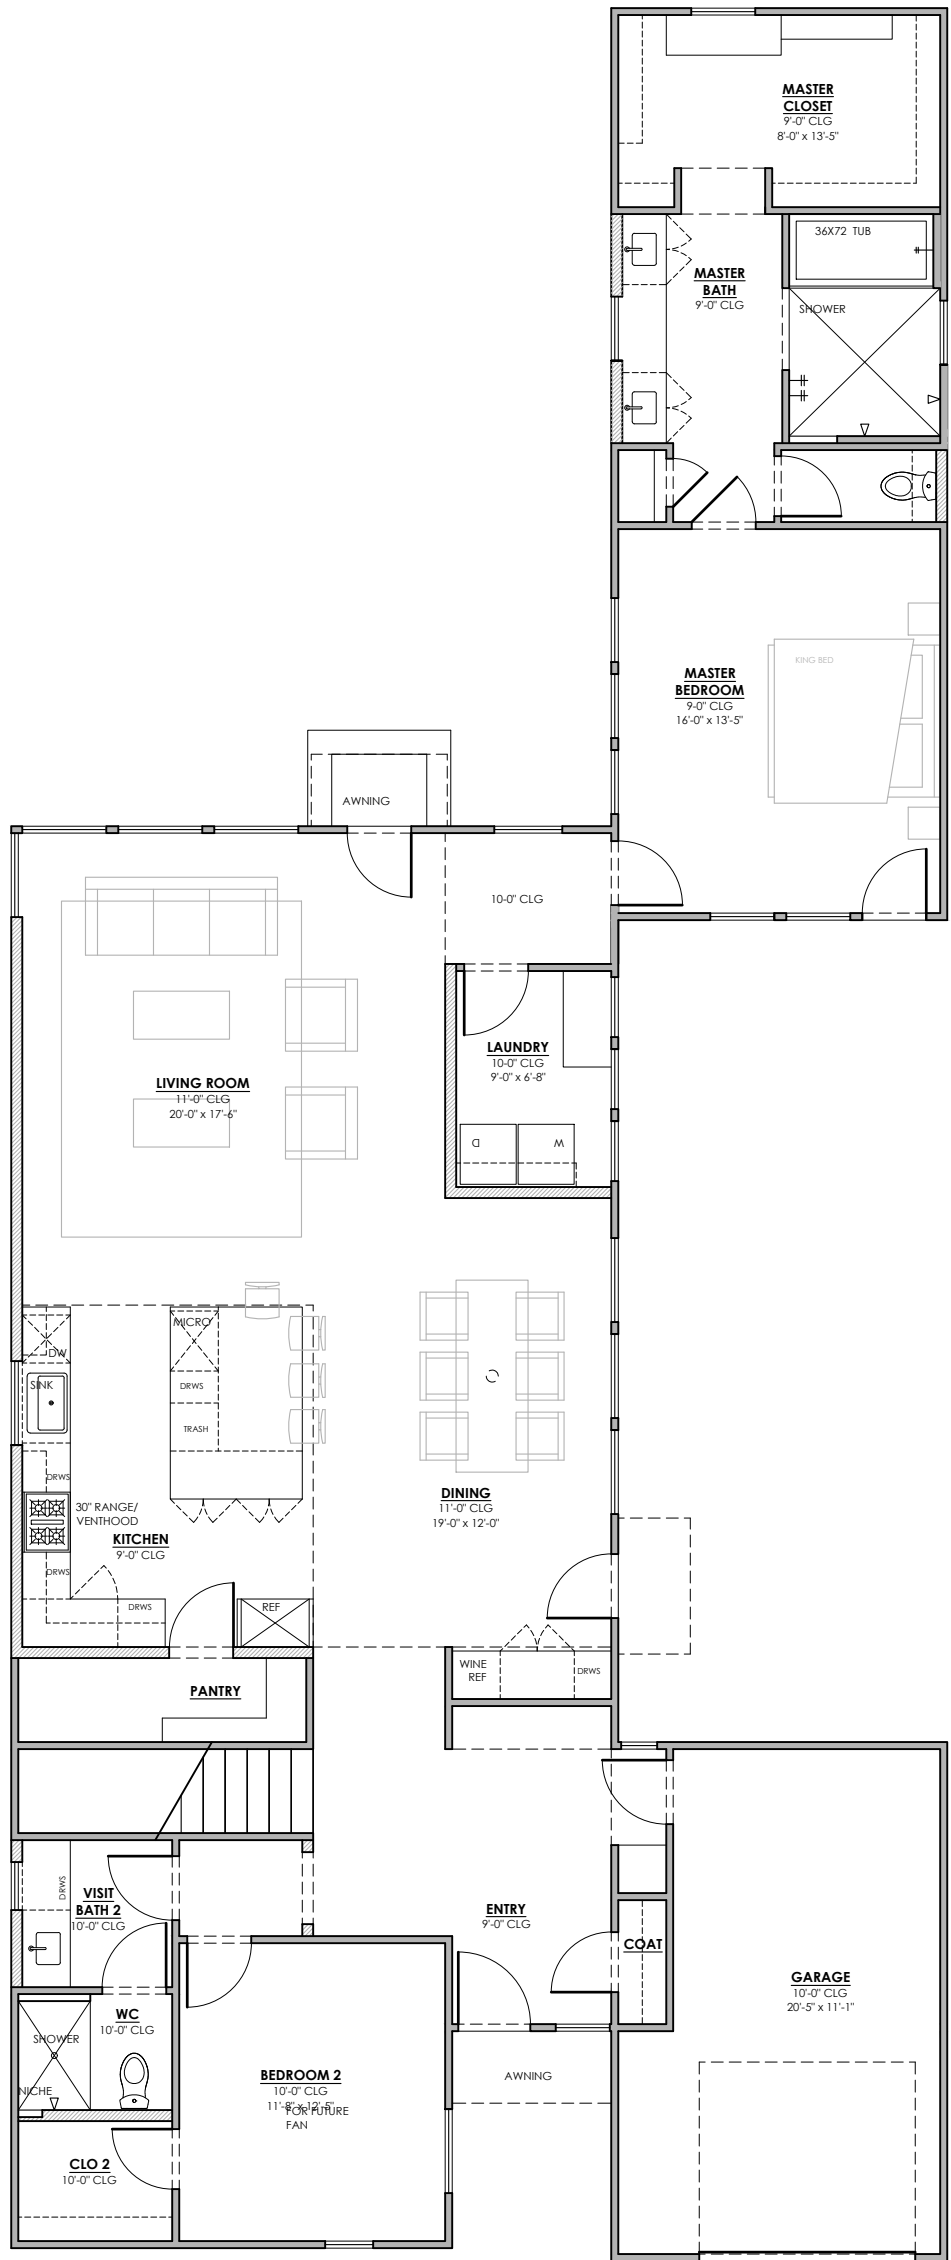 MASTER
CLOSET
9'-0" CLG
8'-0" x 13'-5"
36X72 TUB
MASTER
BATH
9'-0" CLG
SHOWER
KING BED
MASTER
BEDROOM
9-0" CLG
16'-0" x 13'-5"
AWNING
10-0" CLG
LAUNDRY
10-0" CLG
9'-0" x 6'-8"
LIVING ROOM
11'-0" CLG
20'-0" x 17'-6"
D
W
MICRO
DW
SINK
DRWS
TRASH
DRWS
30" RANGE/
VENTHOOD
KITCHEN
9'-0" CLG
DINING
11'-0" CLG
19'-0" x 12'-0"
DRWS
DRWS
REF
WINE
REF
DRWS
PANTRY
DRWS
VISIT
BATH 2
10'-0" CLG
ENTRY
9'-0" CLG
COAT
GARAGE
10'-0" CLG
20'-5" x 11'-1"
WC
10'-0" CLG
SHOWER
NICHE
AWNING
BEDROOM 2
10'-0" CLG
11'-8" x 12'-5"
FOR FUTURE
FAN
CLO 2
10'-0" CLG